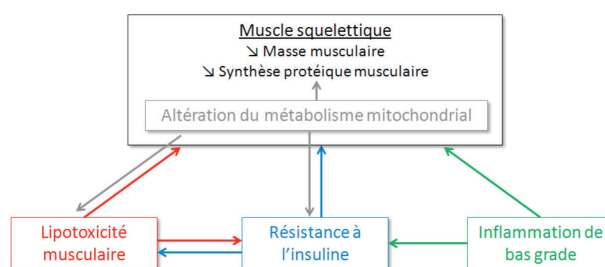 Muscle squelettique
↘ Masse musculaire
↘ Synthèse protéique musculaire
Altération du métabolisme mitochondrial
Lipotoxicité
musculaire
Résistance à
l'insuline
Inflammation de
bas grade